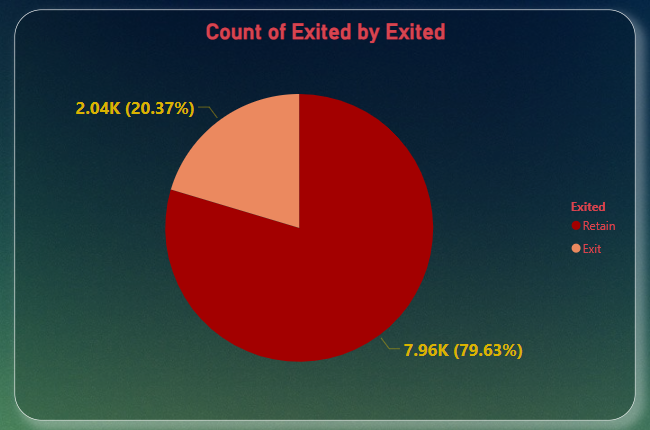 Count of Exited by Exited
2.04K (20.37%)
Exited
Retain
Exit
7.96K (79.63%)